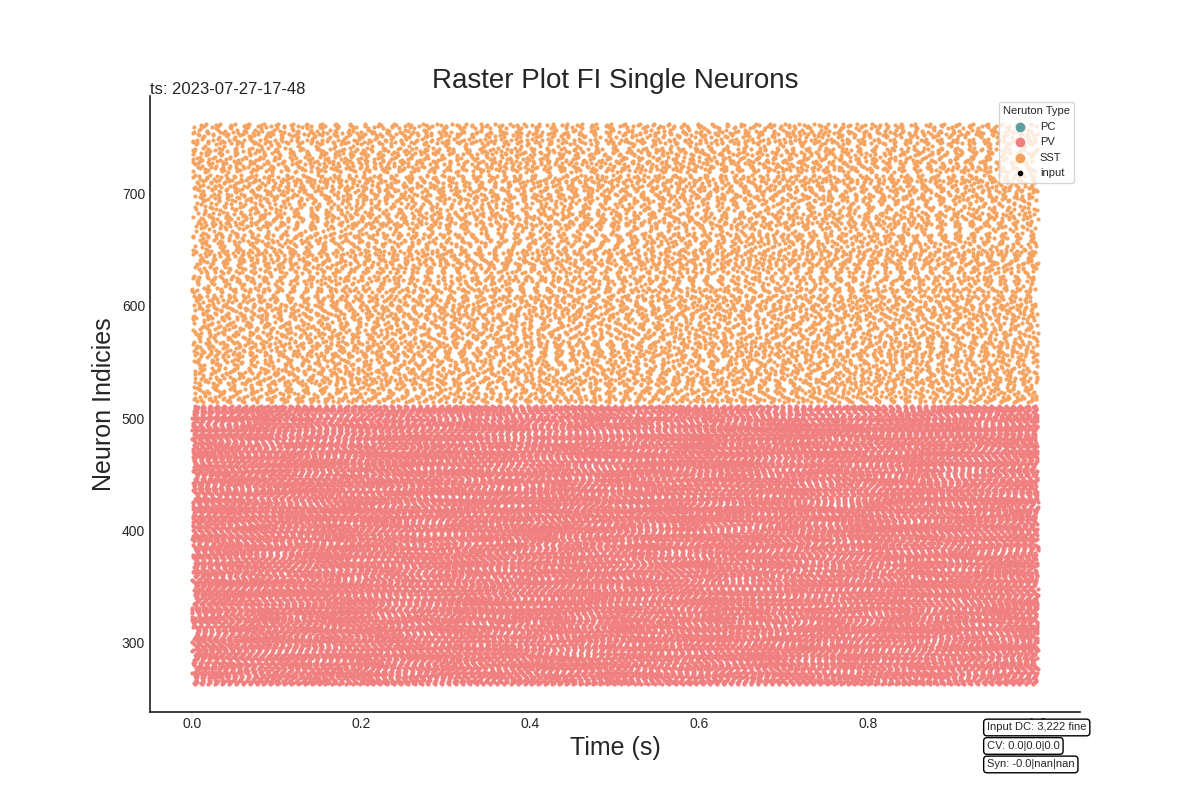 Raster Plot FI Single Neurons
ts: 2023-07-27-17-48
Neruton Type
PC
PV
SST
input
Neuron Indicies
700
600
500
400
300
0.0 0.2 0.4 0.6 0.8
Time (s)
Input DC: 3,222 fine
CV: 0.0|0.0|0.0
Syn: -0.0|nan|nan